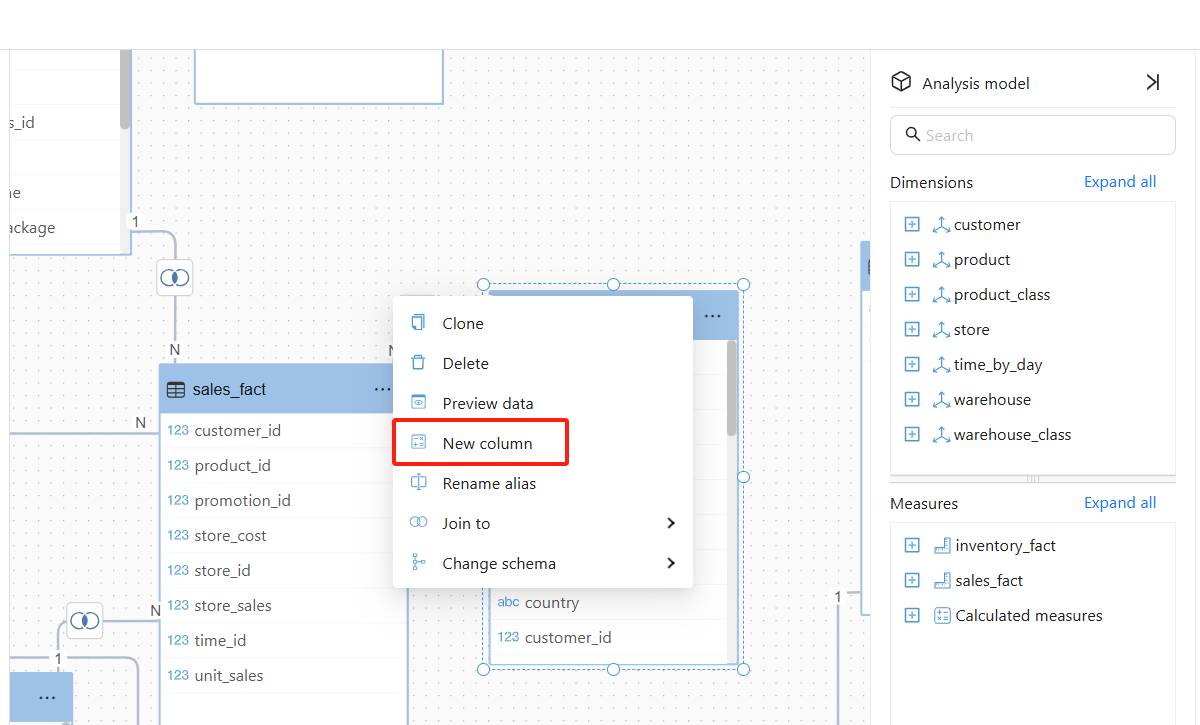 s_id
ne
ackage
1
N
N
sales_fact
...
N
123 customer_id
123 product_id
123 promotion_id
123 store_cost
123 store_id
123 store_sales
123 time_id
123 unit_sales
N
1
...
...
Clone
Delete
Preview data
New column
Rename alias
Join to
Change schema
abc country
123 customer_id
1
Analysis model
Search
Dimensions
Expand all
customer
product
product_class
store
time_by_day
warehouse
warehouse_class
Measures
Expand all
inventory_fact
sales_fact
Calculated measures